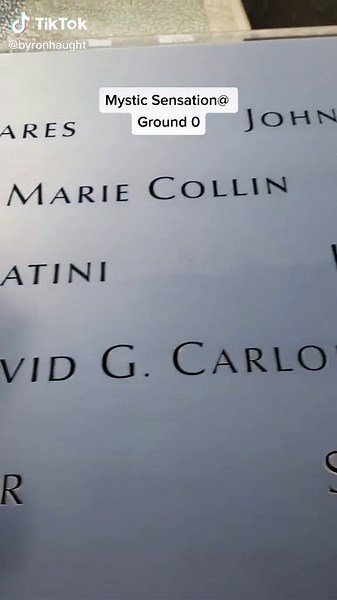 TikTok
@byronhaught
Mystic Sensation@
Ground 0
ARES JOHN
MARIE COLLIN
ATINI
VID G. CARLO
R S